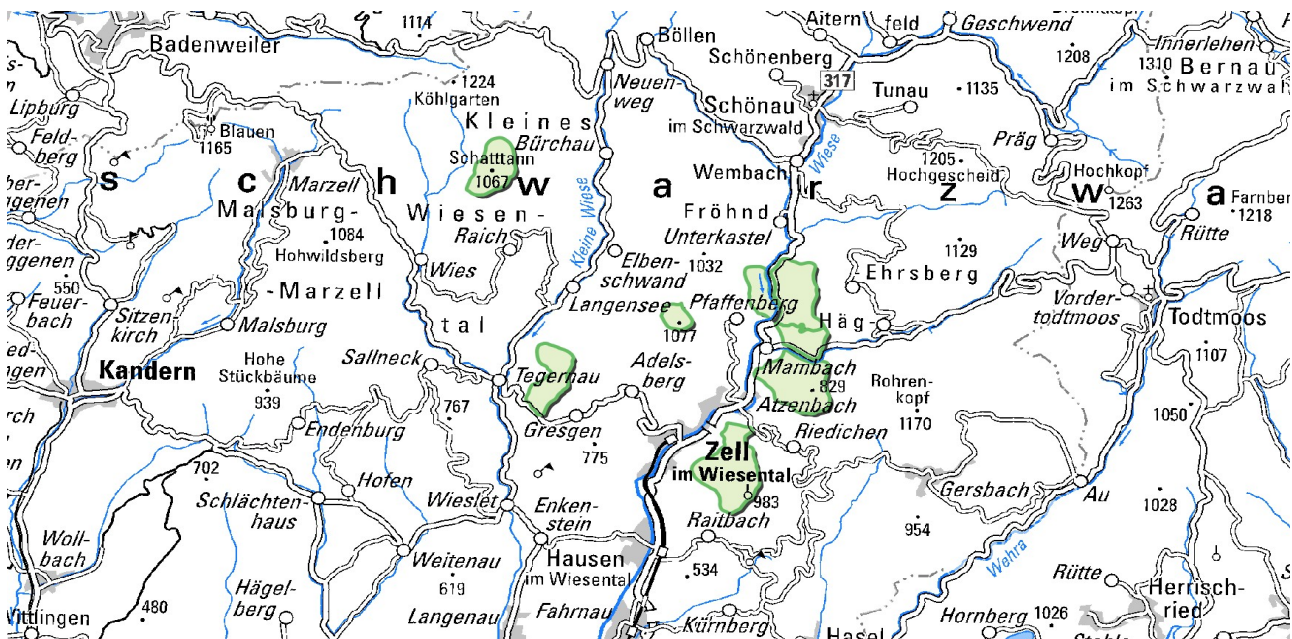 1114
Badenweiler
Böllen
Aitern
feld
Geschwend
Schönenberg
1208
Innerlehen
1310
Bernau
im Schwarzwal
317
Lipburg
1224
Köhlgarten
Neuen-
weg
Schönau
im Schwarzwald
Tunau
1135
Feld-
berg
Blauen
1165
Kleines
Bürchau
Schatttann
1067
Wiese
Präg
1205
Hochgescheid
Hochkopf
1263
s c h w a r z w a
Marzell
Malsburg-
1084
Hohwildsberg
-Marzell
Wembach
Fröhnd
Unterkastel
1032
Farnber
1218
Rütte
ggenen
Wiesen-
Raich
tal
Wies
Kleine Wiese
Elben-
schwand
Langensee
Pfaffenberg
1129
Ehrsberg
Weg
der-
ggenen
550
Feuer-
bach
Sitzen-
kirch
Malsburg
Vorder-
todtmoos
Todtmoos
1077
Häg
1107
Kandern
Hohe
Stückbäume
939
Sallneck
Tegernau
Adels-
berg
Mambach
829
Atzenbach
Rohren-
kopf
1170
1050
767
Endenburg
Gresgen
775
Riedichen
Zell
im Wiesental
983
702
Schlächten-
haus
Hofen
Wieslet
Enken-
stein
Raitbach
Gersbach
954
Au
1028
Woll-
bach
Weitenau
619
Hausen
im Wiesental
534
Wehra
Rütte
Herrisch-
ried
Hägel-
berg
480
Langenau
Fahrnau
Kürnberg
Hornberg
1026
Hasel